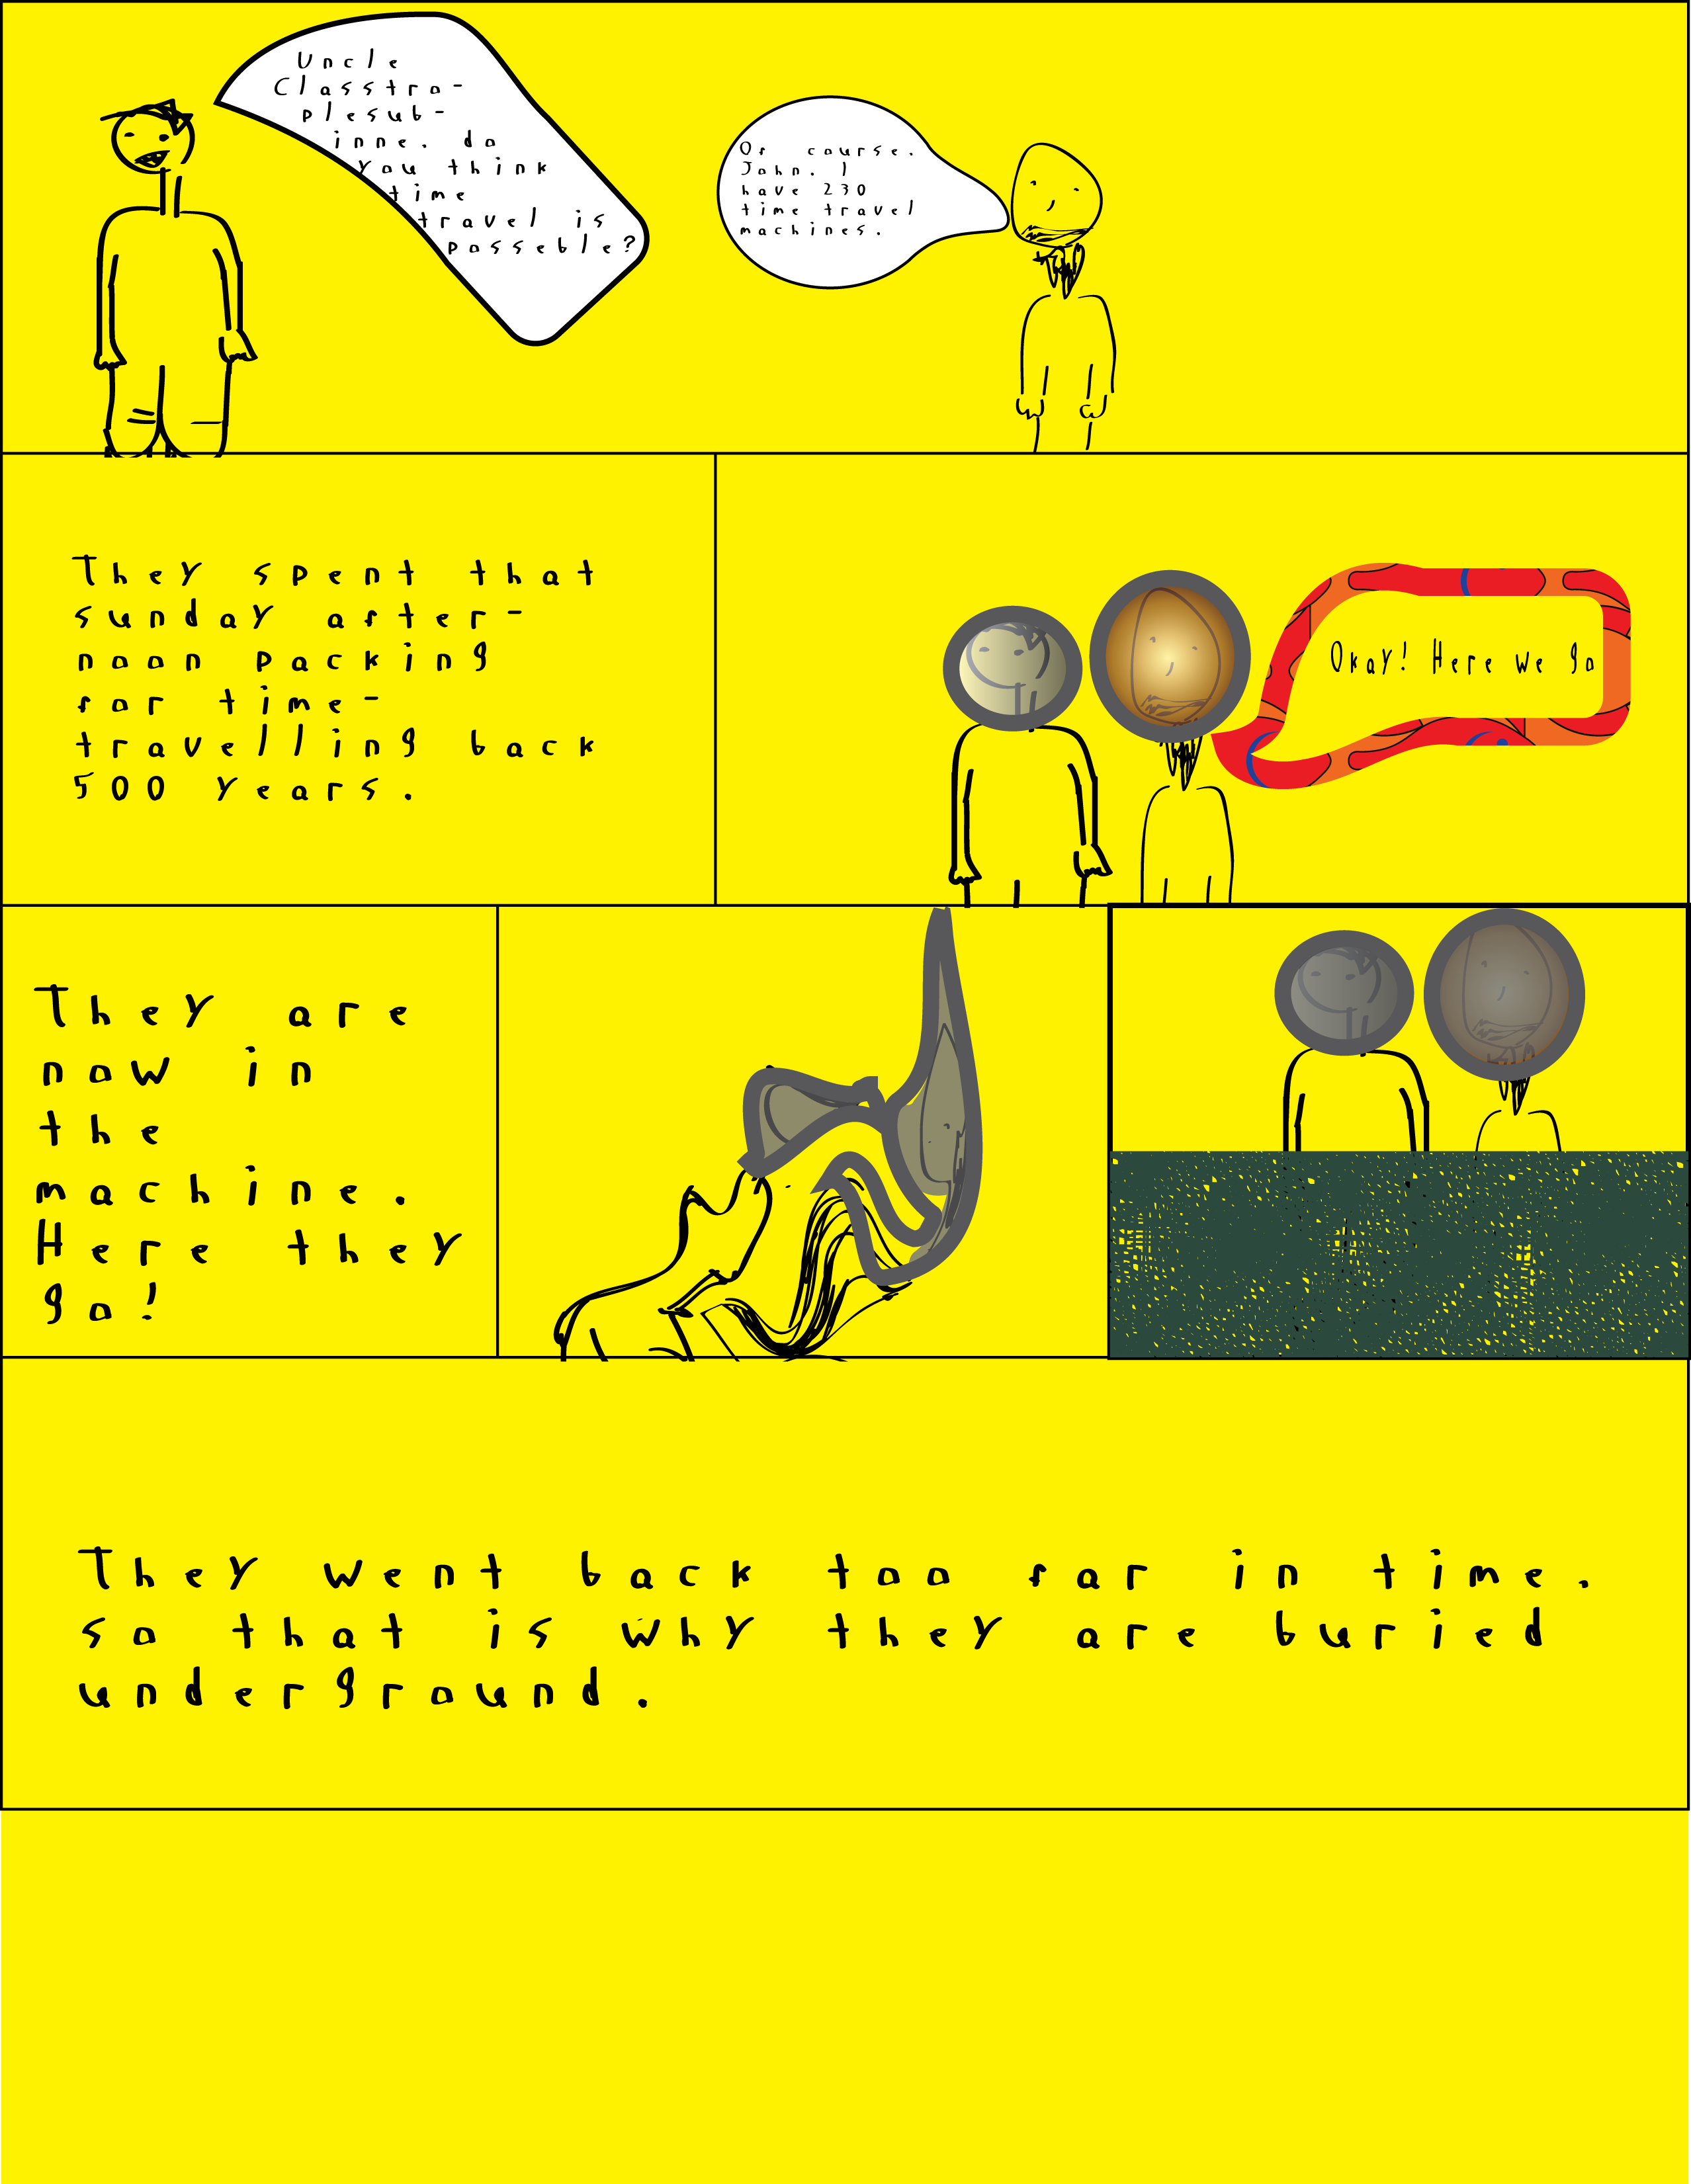 Uncle
Classtro-
plesub-
inne. do
you think
time
travel is
posseble?
Of course.
John. I
have 230
time travel
machines.
They spent that
sunday after-
noon packing
for time-
travelling back
500 years.
Okay! Here we go
They are
now in
the
machine.
Here they
go!
They went back too far in time.
so that is why they are buried
underground.